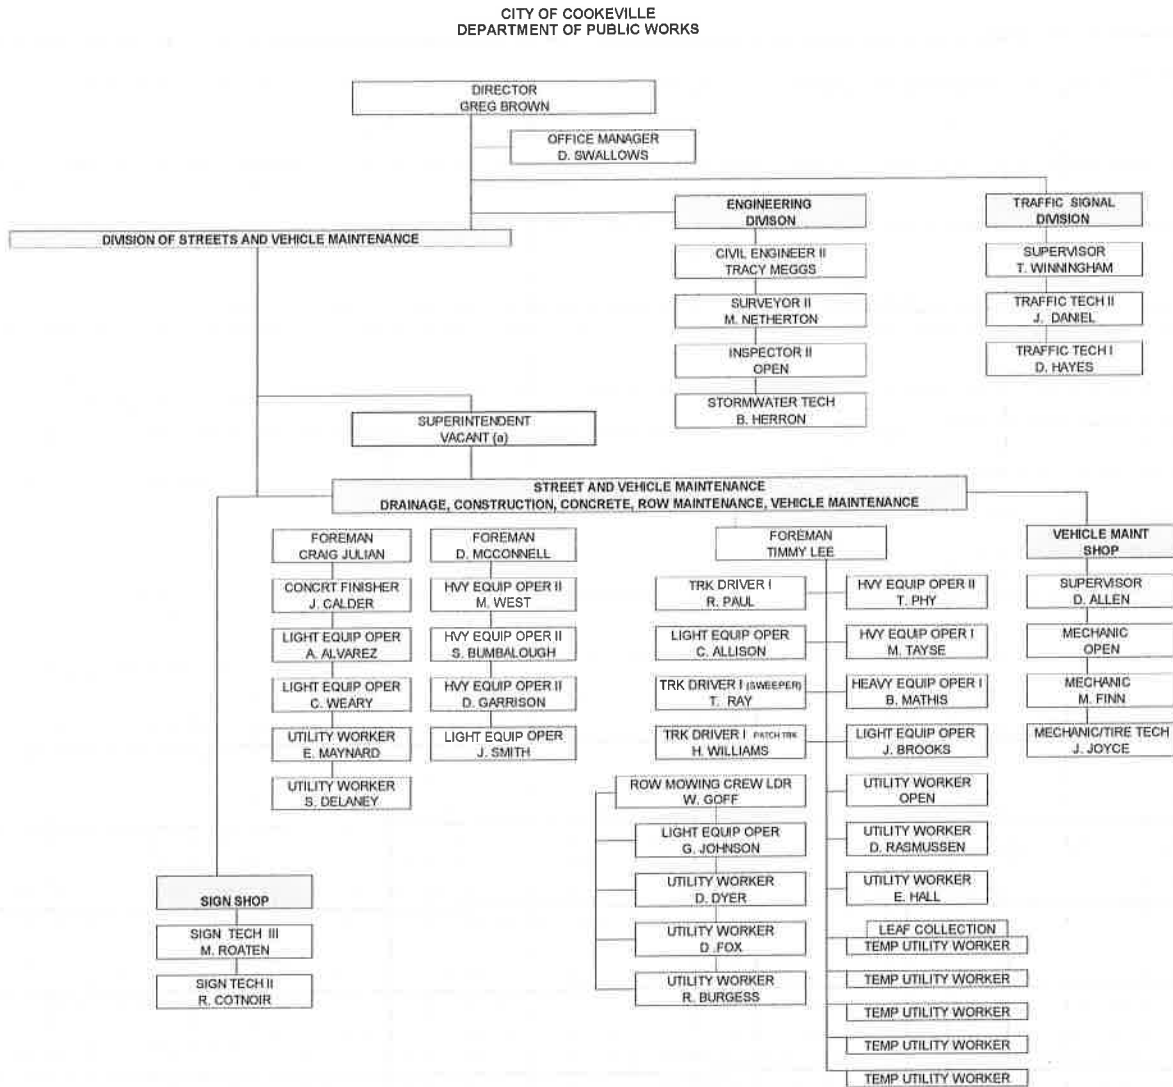 CITY OF COOKEVILLE
DEPARTMENT OF PUBLIC WORKS
DIRECTOR
GREG BROWN
OFFICE MANAGER
D. SWALLOWS
ENGINEERING
DIVISON
CIVIL ENGINEER II
TRACY MEGGS
SURVEYOR II
M. NETHERTON
INSPECTOR II
OPEN
STORMWATER TECH
B. HERRON
TRAFFIC SIGNAL
DIVISION
SUPERVISOR
T. WINNINGHAM
TRAFFIC TECH II
J. DANIEL
TRAFFIC TECH I
D. HAYES
DIVISION OF STREETS AND VEHICLE MAINTENANCE
SUPERINTENDENT
VACANT (a)
STREET AND VEHICLE MAINTENANCE
DRAINAGE, CONSTRUCTION, CONCRETE, ROW MAINTENANCE, VEHICLE MAINTENANCE
FOREMAN
CRAIG JULIAN
CONCRT FINISHER
J. CALDER
LIGHT EQUIP OPER
A. ALVAREZ
LIGHT EQUIP OPER
C. WEARY
UTILITY WORKER
E. MAYNARD
UTILITY WORKER
S. DELANEY
FOREMAN
D. MCCONNELL
HVY EQUIP OPER II
M. WEST
HVY EQUIP OPER II
S. BUMBALOUGH
HVY EQUIP OPER II
D. GARRISON
LIGHT EQUIP OPER
J. SMITH
FOREMAN
TIMMY LEE
TRK DRIVER I
R. PAUL
LIGHT EQUIP OPER
C. ALLISON
TRK DRIVER I (SWEEPER)
T. RAY
TRK DRIVER I PATCH TRK
H. WILLIAMS
ROW MOWING CREW LDR
W. GOFF
LIGHT EQUIP OPER
G. JOHNSON
UTILITY WORKER
D. DYER
UTILITY WORKER
D .FOX
UTILITY WORKER
R. BURGESS
HVY EQUIP OPER II
T. PHY
HVY EQUIP OPER I
M. TAYSE
HEAVY EQUIP OPER I
B. MATHIS
LIGHT EQUIP OPER
J. BROOKS
UTILITY WORKER
OPEN
UTILITY WORKER
D. RASMUSSEN
UTILITY WORKER
E. HALL
LEAF COLLECTION
TEMP UTILITY WORKER
TEMP UTILITY WORKER
TEMP UTILITY WORKER
TEMP UTILITY WORKER
TEMP UTILITY WORKER
VEHICLE MAINT
SHOP
SUPERVISOR
D. ALLEN
MECHANIC
OPEN
MECHANIC
M. FINN
MECHANIC/TIRE TECH
J. JOYCE
SIGN SHOP
SIGN TECH III
M. ROATEN
SIGN TECH II
R. COTNOIR